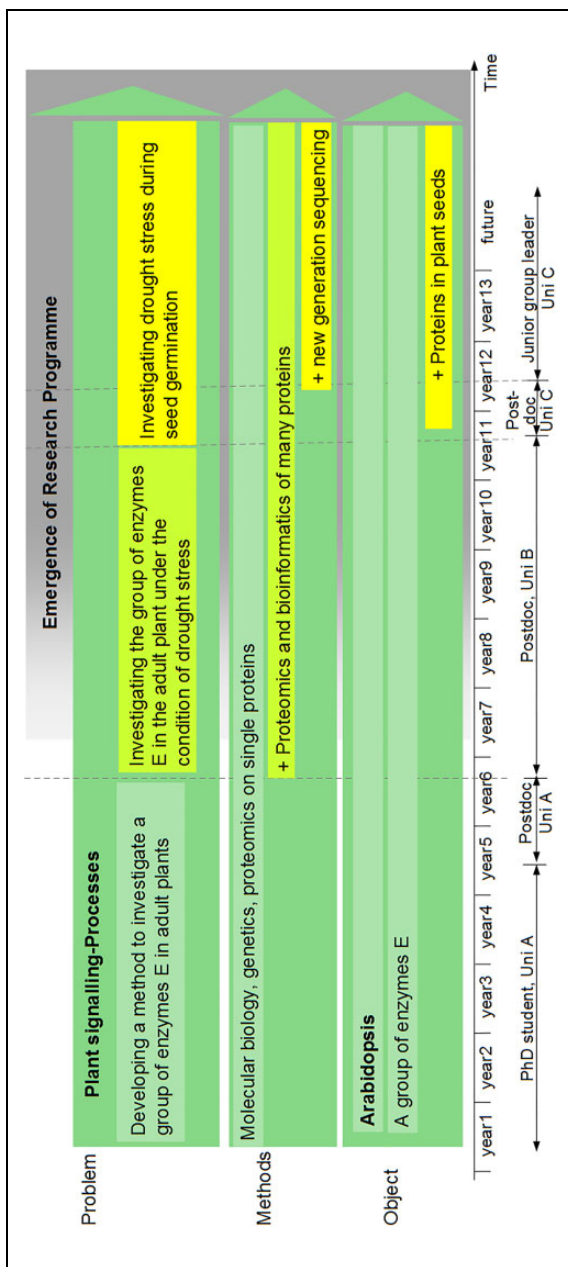 Emergence of Research Programme
Problem
Plant signalling-Processes
Developing a method to investigate a
group of enzymes E in adult plants
Investigating the group of enzymes
E in the adult plant under the
condition of drought stress
Investigating drought stress during
seed germination
Methods
Molecular biology, genetics, proteomics on single proteins
+ Proteomics and bioinformatics of many proteins
+ new generation sequencing
Object
Arabidopsis
A group of enzymes E
+ Proteins in plant seeds
year1 year2 year3 year4 year5 year6 year7 year8 year9 year10 year11 year12 year13 future Time
PhD student, Uni A
Postdoc
Uni A
Postdoc, Uni B
Post-
doc
Uni C
Junior group leader
Uni C